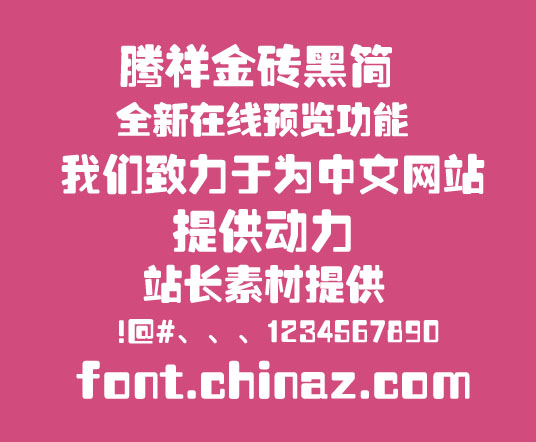 腾祥金砖黑简
全新在线预览功能
我们致力于为中文网站
提供动力
站长素材提供
!@#、、、1234567890
font.chinaz.com